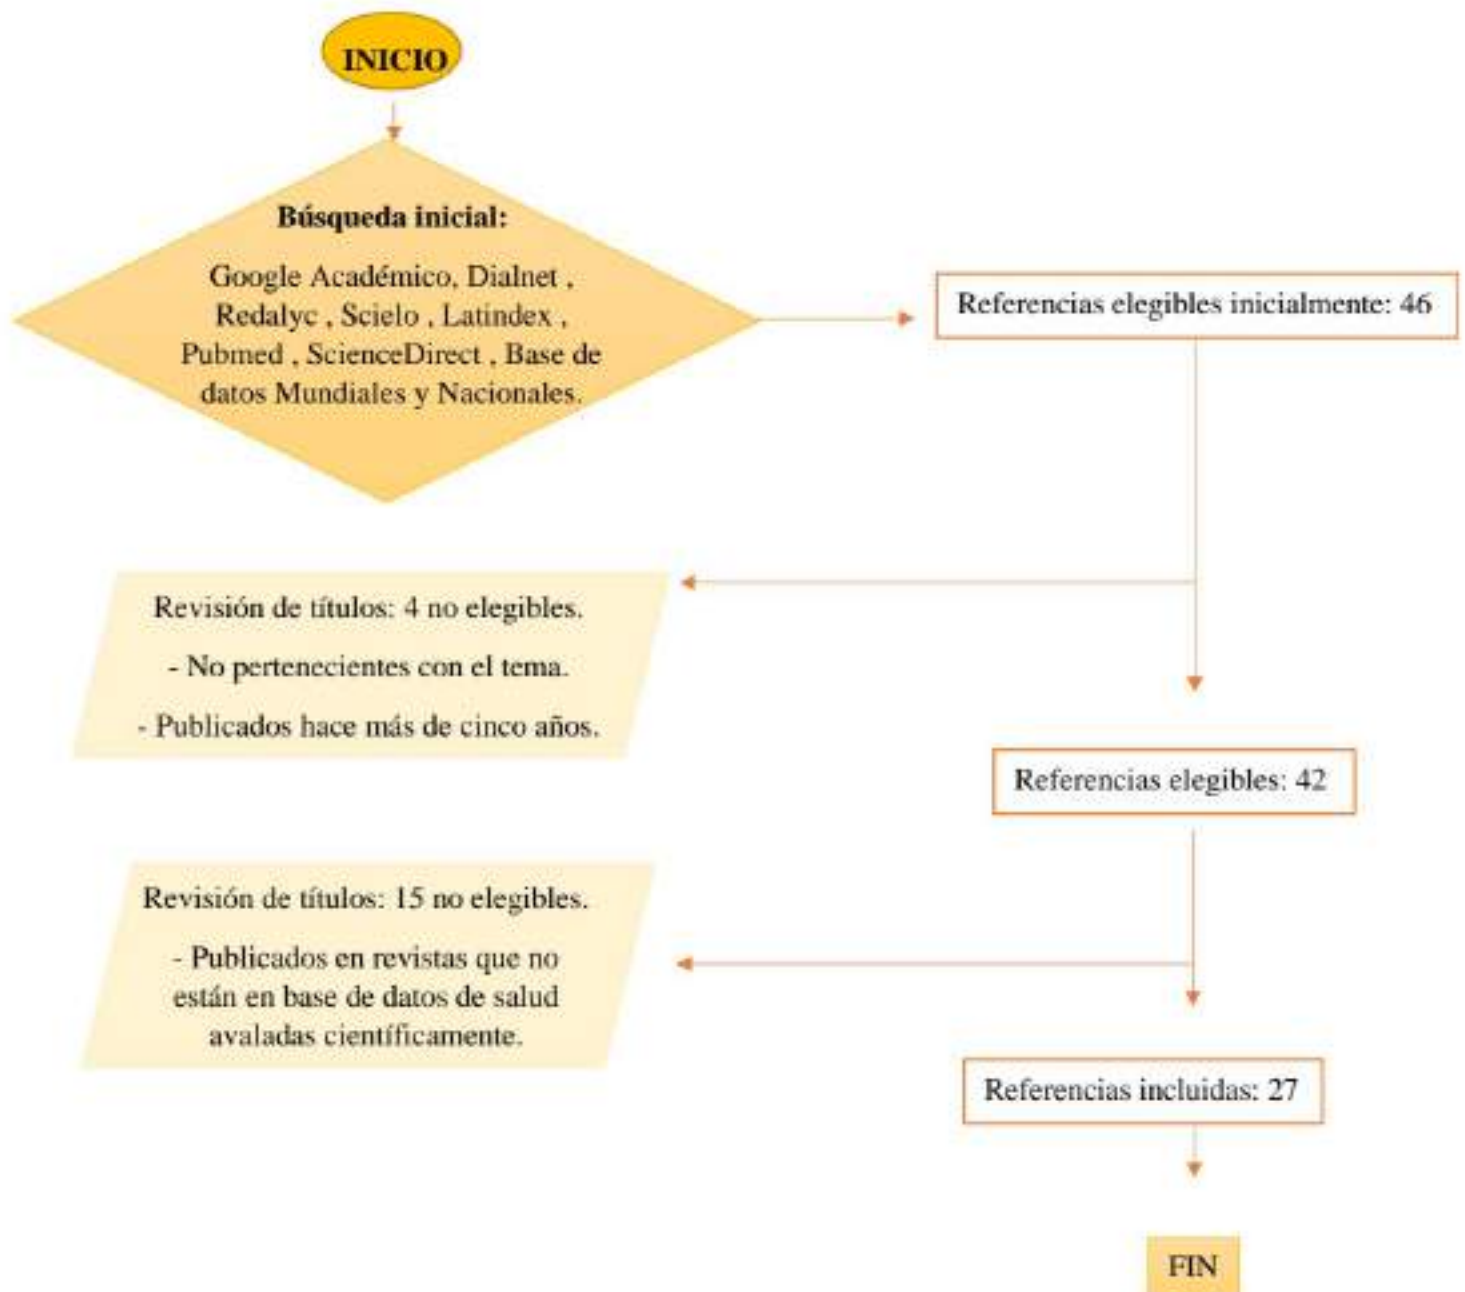 INICIO
Búsqueda inicial:
Google Académico, Dialnet ,
Redalyc , Scielo , Latindex ,
Pubmed , ScienceDirect , Base de
datos Mundiales y Nacionales.
Referencias elegibles inicialmente: 46
Revisión de títulos: 4 no elegibles.
- No pertenecientes con el tema.
- Publicados hace más de cinco años.
Referencias elegibles: 42
Revisión de títulos: 15 no elegibles.
- Publicados en revistas que no
están en base de datos de salud
avaladas científicamente.
Referencias incluidas: 27
FIN